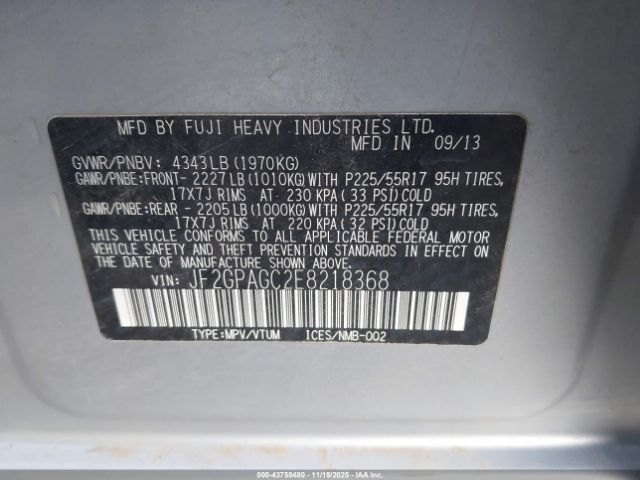 MFD BY FUJI HEAVY INDUSTRIES LTD.
MFD IN 09/13
GVWR/PNBV: 4343LB(1970KG)
GAWR/PNBE:FRONT- 2227LB(1010KG)WITH P225/55R17 95H TIRES,
17X7J RIMS AT 230 KPA(33 PSI)COLD
GAWR/PNBE:REAR - 2205LB(1000KG)WITH P225/55R17 95H TIRES,
17X7J RIMS AT 220 KPA(32 PSI)COLD
THIS VEHICLE CONFORMS TO ALL APPLICABLE FEDERAL MOTOR
VEHICLE SAFETY AND THEFT PREVENTION STANDARDS IN EFFECT ON
THE DATE OF MANUFACTURE SHOWN ABOVE.
VIN: JF2GPAGC2E8218368
TYPE:MPV/VTUM ICES/NMB-002
000-43758480 - 11/19/2025 - IAAI.COM